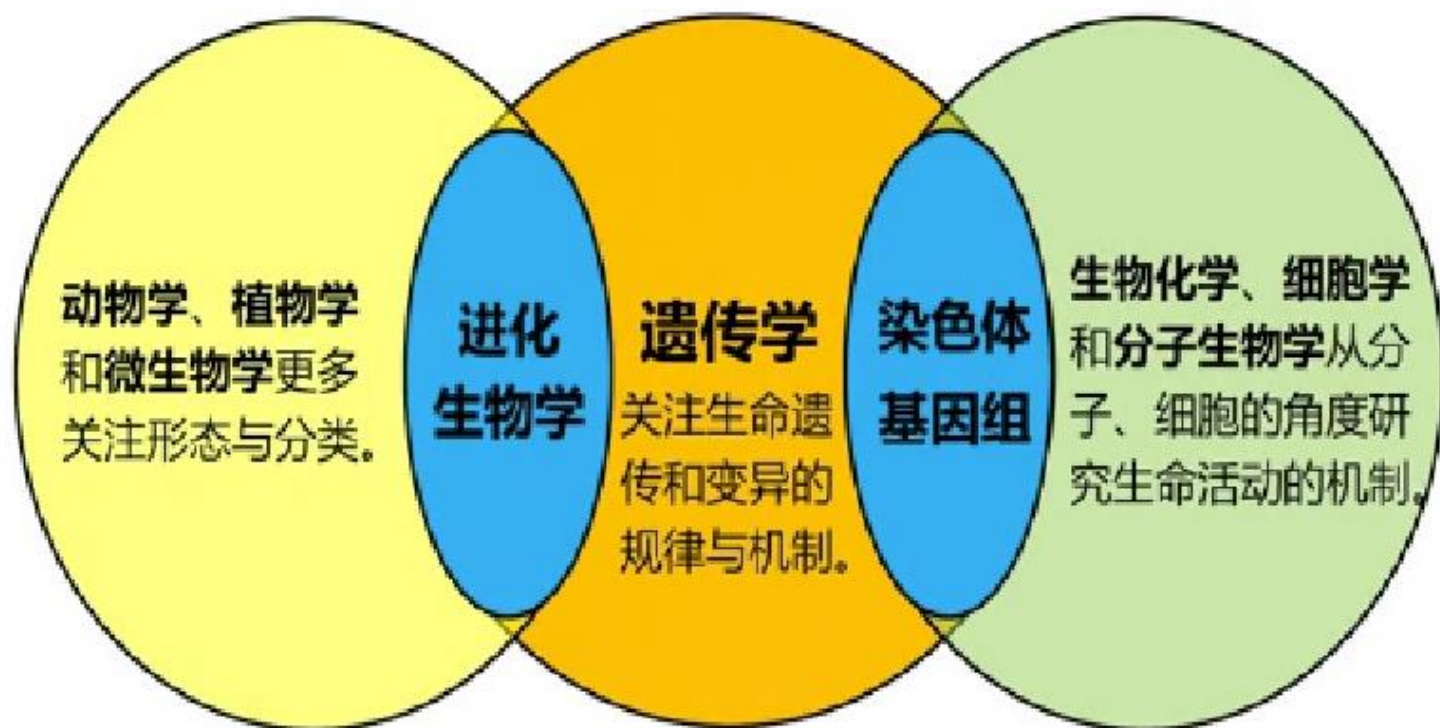 动物学、植物学
和微生物学更多
关注形态与分类。
进化
生物学
遗传学
关注生命遗
传和变异的
规律与机制。
染色体
基因组
生物化学、细胞学
和分子生物学从分
子、细胞的角度研
究生命活动的机制。